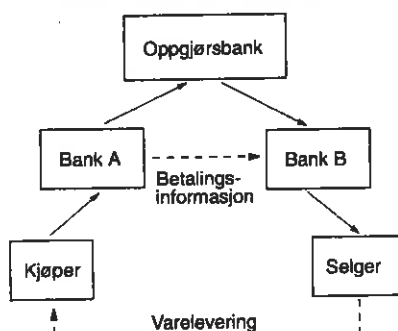 Oppgjørsbank
Bank A
Bank B
Betalings-
informasjon
Kjøper
Selger
Varelevering